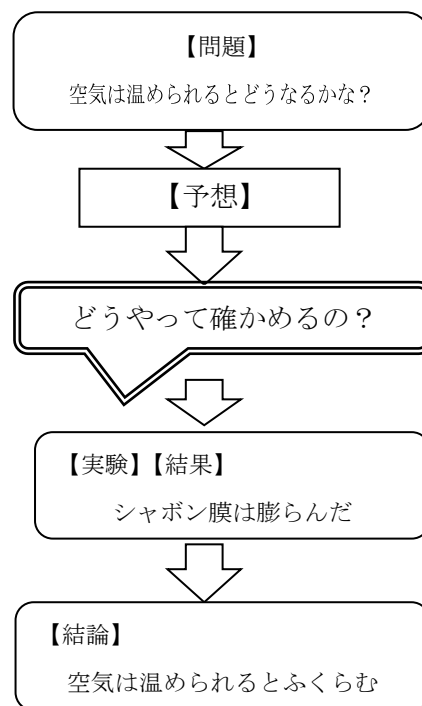 【問題】
空気は温められるとどうなるかな？
【予想】
どうやって確かめるの？
【実験】【結果】
シャボン膜は膨らんだ
【結論】
空気は温められるとふくらむ